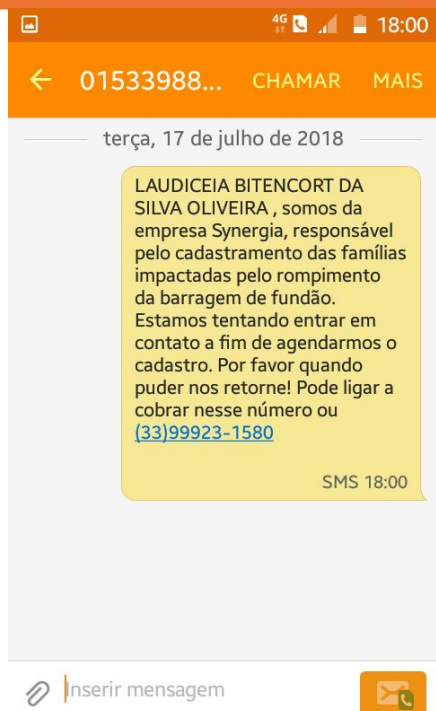 4G 18:00
01533988... CHAMAR MAIS
terça, 17 de julho de 2018
LAUDICEIA BITENCORT DA
SILVA OLIVEIRA , somos da
empresa Synergia, responsável
pelo cadastramento das famílias
impactadas pelo rompimento
da barragem de fundão.
Estamos tentando entrar em
contato a fim de agendarmos o
cadastro. Por favor quando
puder nos retorne! Pode ligar a
cobrar nesse número ou
(33)99923-1580
SMS 18:00
Inserir mensagem